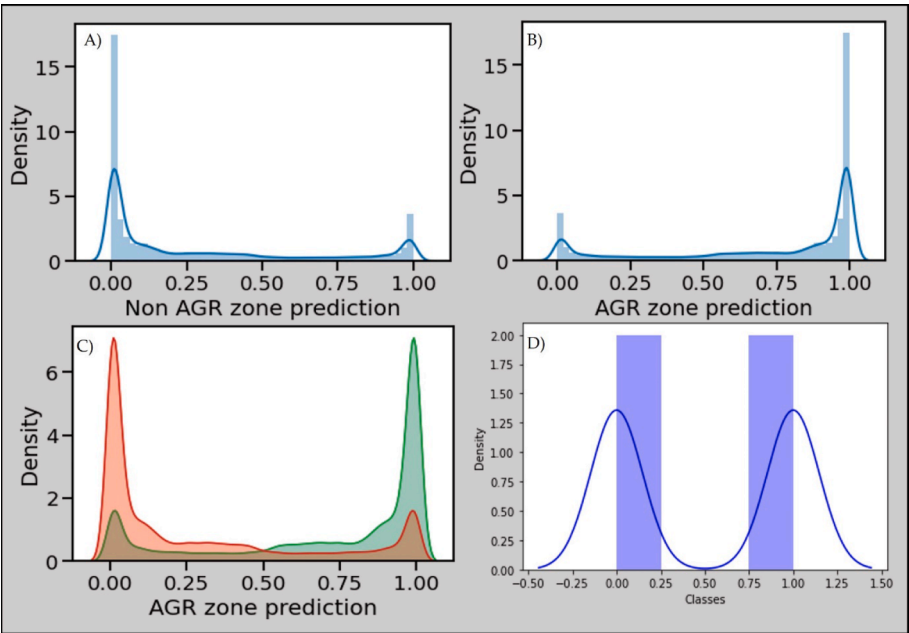 A)
Density
15
10
5
0
0.00 0.25 0.50 0.75 1.00
Non AGR zone prediction
B)
Density
15
10
5
0
0.00 0.25 0.50 0.75 1.00
AGR zone prediction
C)
Density
6
4
2
0
0.00 0.25 0.50 0.75 1.00
AGR zone prediction
D)
Density
2.00
1.75
1.50
1.25
1.00
0.75
0.50
0.25
0.00
−0.50 −0.25 0.00 0.25 0.50 0.75 1.00 1.25 1.50
Classes